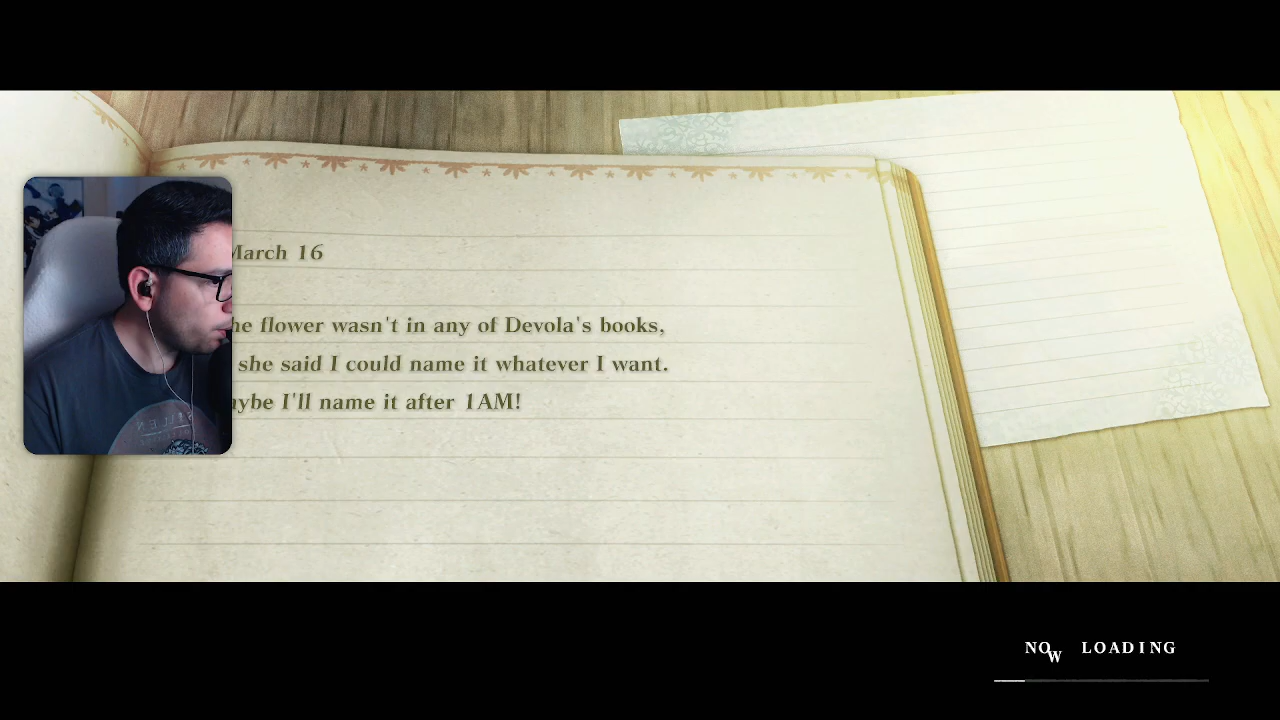 March 16
he flower wasn't in any of Devola's books,
she said I could name it whatever I want.
aybe I'll name it after 1AM!
NOW LOADING